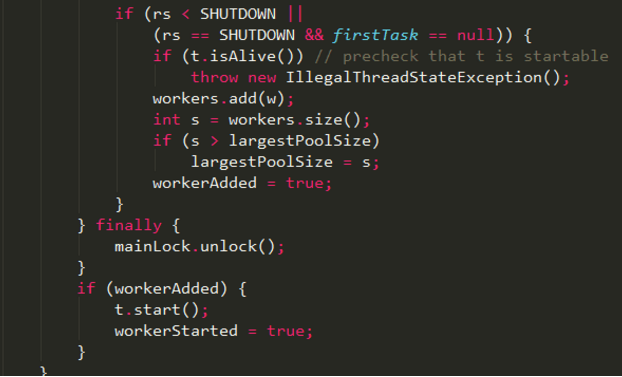 if (rs < SHUTDOWN ||
(rs == SHUTDOWN && firstTask == null)) {
if (t.isAlive()) // precheck that t is startable
throw new IllegalThreadStateException();
workers.add(w);
int s = workers.size();
if (s > largestPoolSize)
largestPoolSize = s;
workerAdded = true;
}
} finally {
mainLock.unlock();
}
if (workerAdded) {
t.start();
workerStarted = true;
}
}